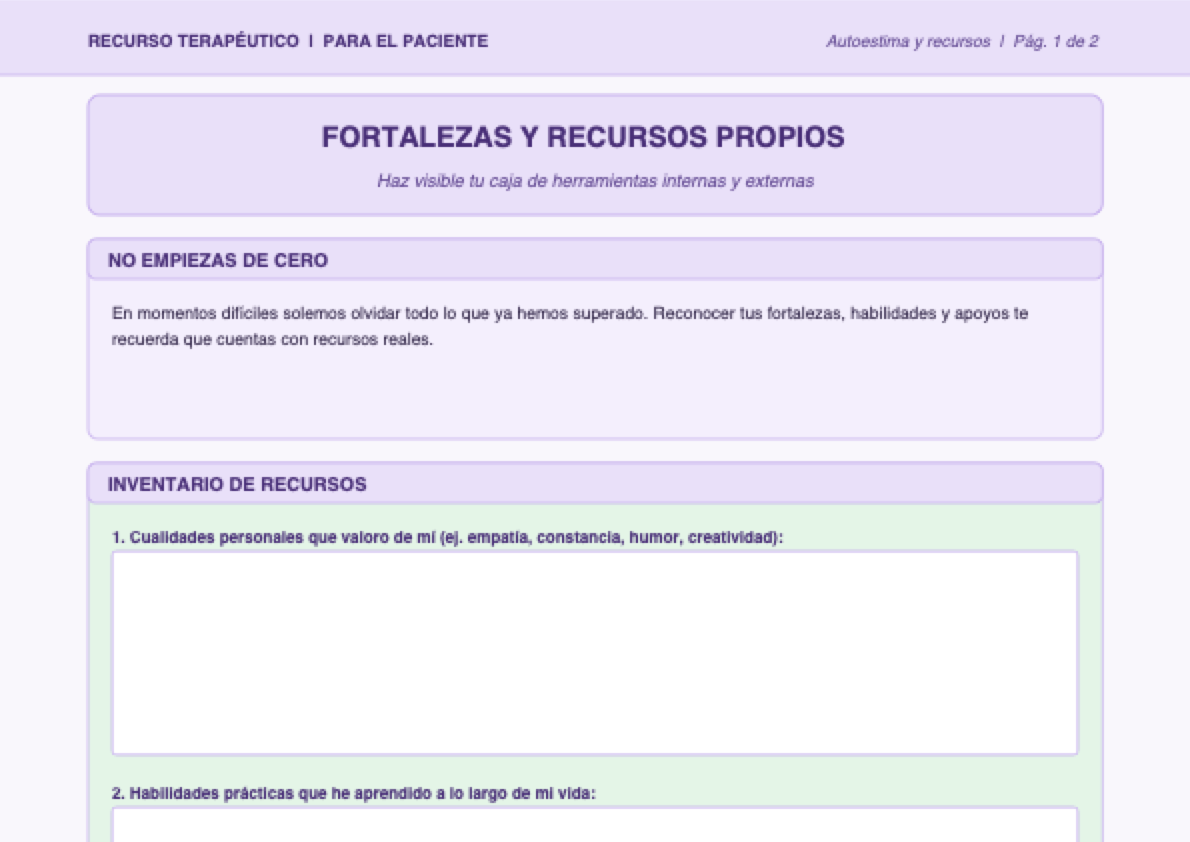 RECURSO TERAPÉUTICO | PARA EL PACIENTE
Autoestima y recursos | Pág. 1 de 2
FORTALEZAS Y RECURSOS PROPIOS
Haz visible tu caja de herramientas internas y externas
NO EMPIEZAS DE CERO
En momentos difíciles solemos olvidar todo lo que ya hemos superado. Reconocer tus fortalezas, habilidades y apoyos te
recuerda que cuentas con recursos reales.
INVENTARIO DE RECURSOS
1. Cualidades personales que valoro de mí (ej. empatía, constancia, humor, creatividad):
2. Habilidades prácticas que he aprendido a lo largo de mi vida: